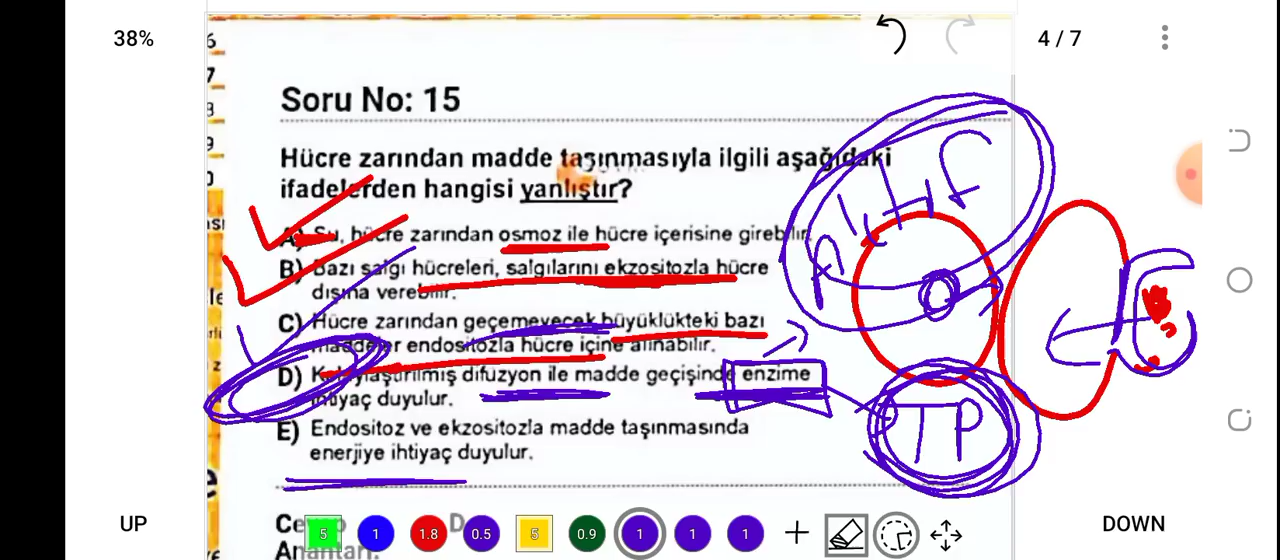 38%
4 / 7
Soru No: 15
Hücre zarından madde taşınmasıyla ilgili aşağıdaki
ifadelerden hangisi yanlıştır?
A) Su, hücre zarından osmoz ile hücre içerisine girebilir.
B) Bazı salgı hücreleri, salgılarını ekzositozla hücre
dışına verebilir.
C) Hücre zarından geçemeyecek büyüklükteki bazı
maddeler endositozla hücre içine alınabilir.
D) Kolaylaştırılmış difüzyon ile madde geçişinde enzime
ihtiyaç duyulur.
E) Endositoz ve ekzositozla madde taşınmasında
enerjiye ihtiyaç duyulur.
TP
UP
5
1
1.8
0.5
5
0.9
1
1
1
DOWN
D